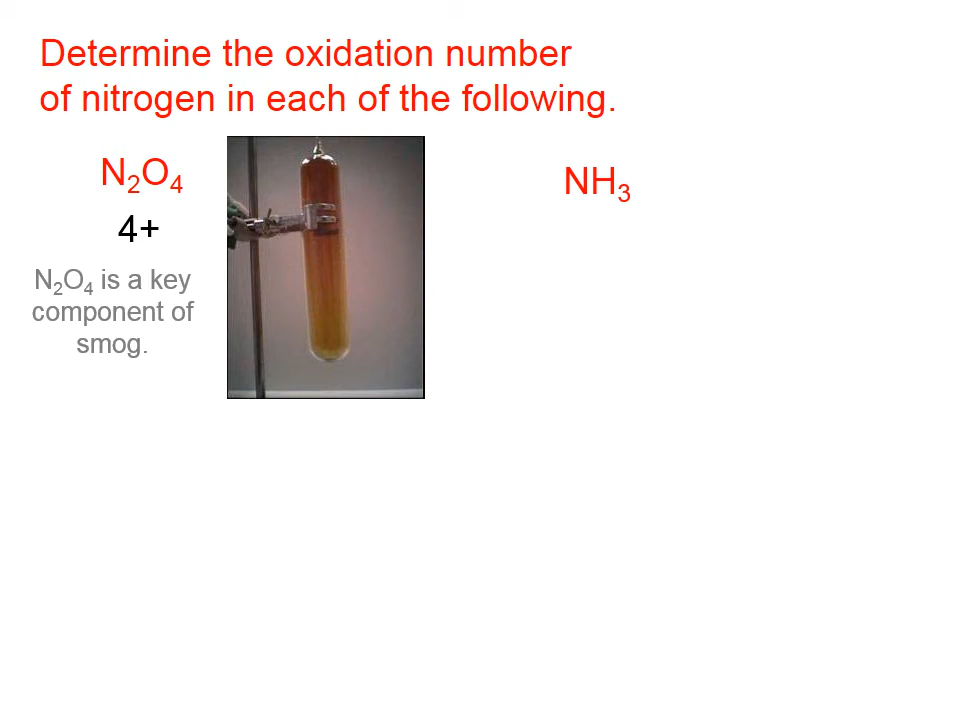 Determine the oxidation number
of nitrogen in each of the following.
N₂O₄
4+
N₂O₄ is a key
component of
smog.
NH₃